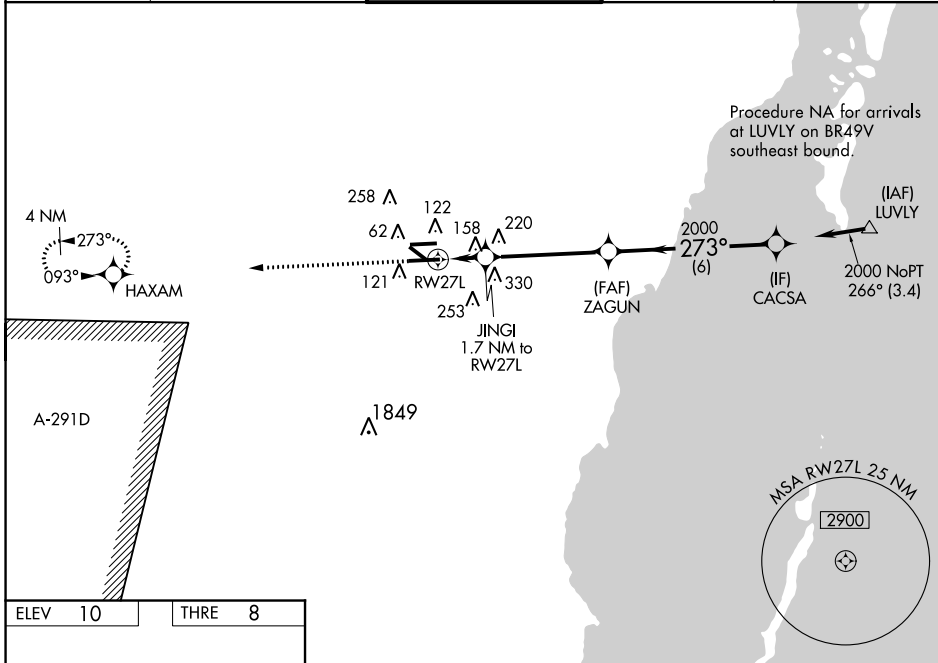 Procedure NA for arrivals
at LUVLY on BR49V
southeast bound.
(IAF)
LUVLY
2000 NoPT
266° (3.4)
258
122
62
158
220
4 NM
273°
093°
HAXAM
121
RW27L
330
253
JINGI
1.7 NM to
RW27L
(FAF)
ZAGUN
2000
273°
(6)
(IF)
CACSA
A-291D
1849
MSA RW27L 25 NM
2900
ELEV 10
THRE 8